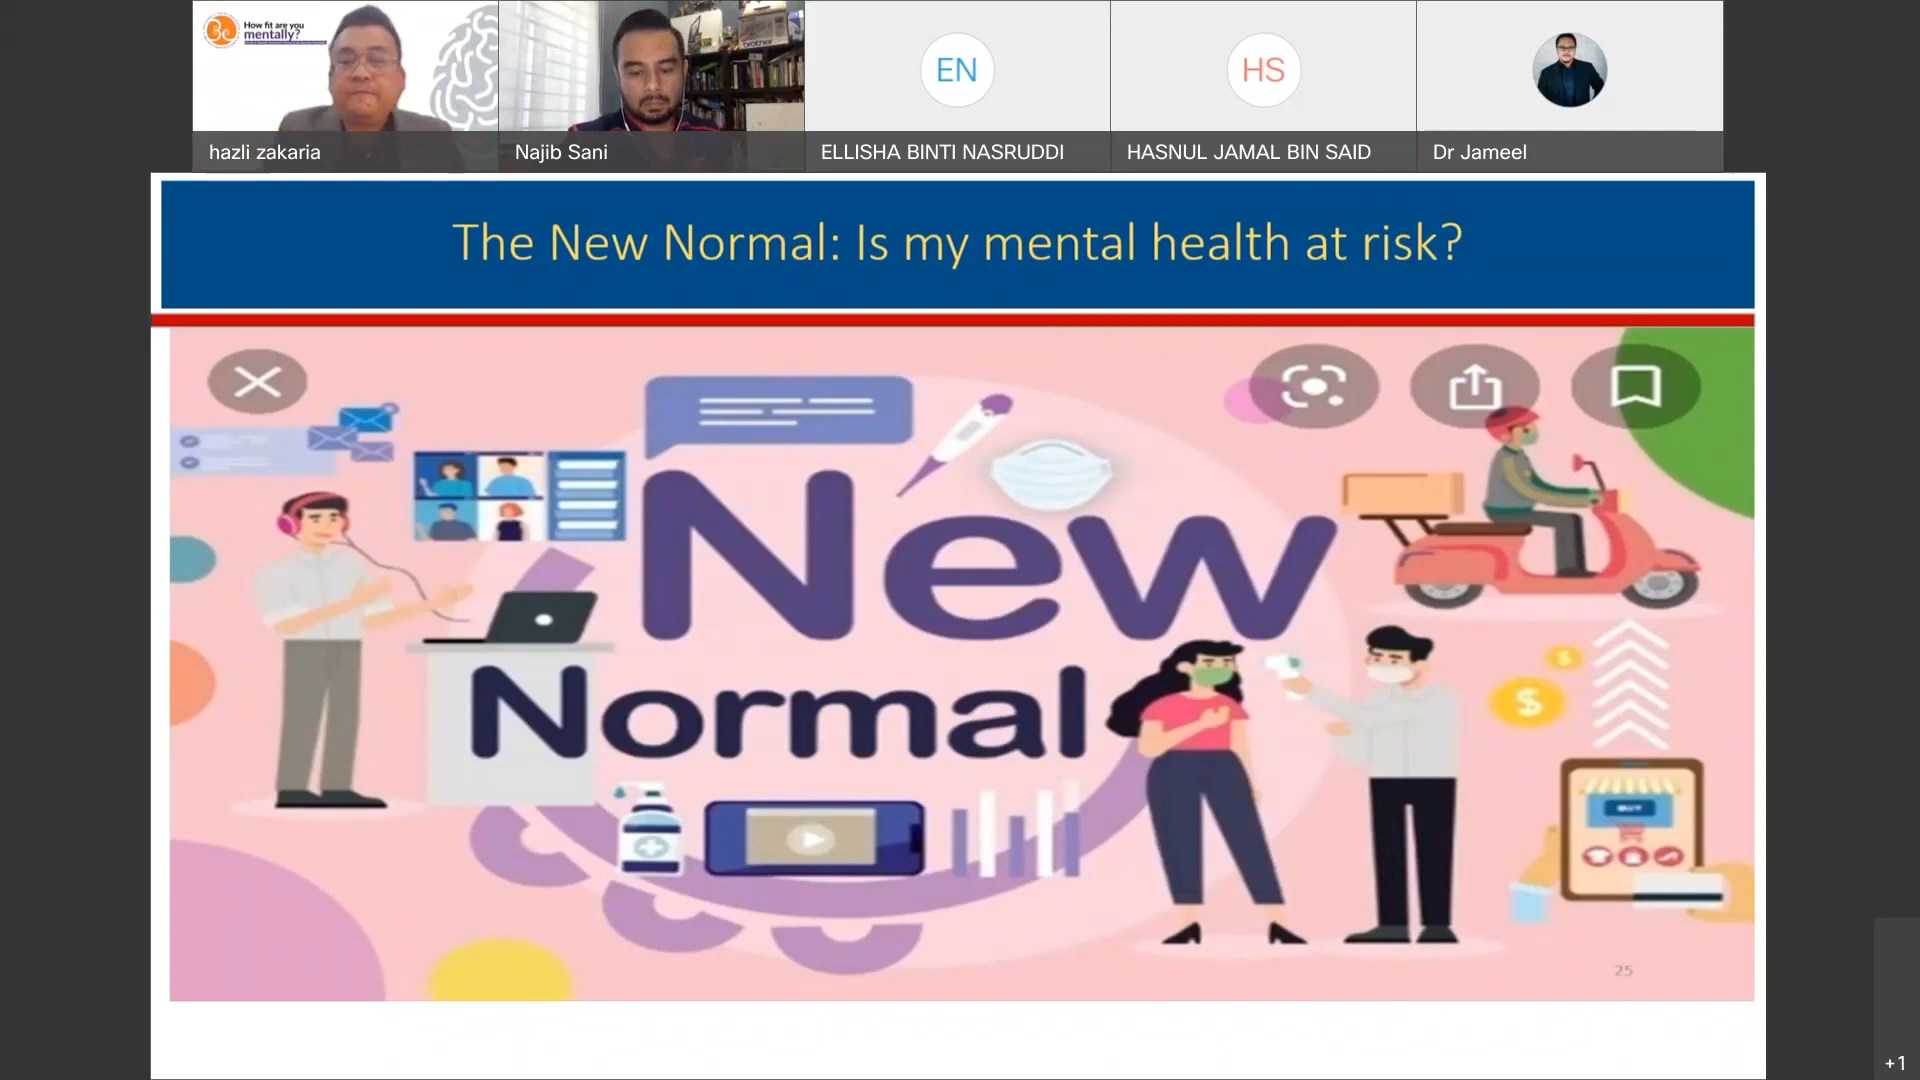 How fit are you
mentally?
brother
EN
HS
hazli zakaria
Najib Sani
ELLISHA BINTI NASRUDDI
HASNUL JAMAL BIN SAID
Dr Jameel
The New Normal: Is my mental health at risk?
New
Normal
$
$
BUY
25
+1